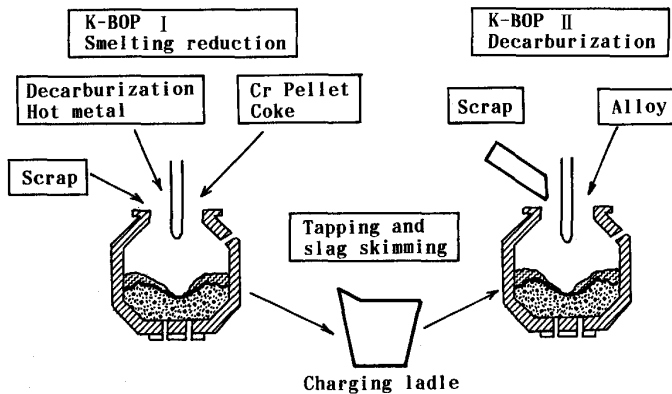 K-BOP I
Smelting reduction
Decarburization
Hot metal
Cr Pellet
Coke
Scrap
Tapping and
slag skimming
Charging ladle
K-BOP II
Decarburization
Scrap
Alloy